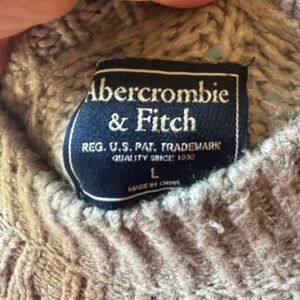 Abercrombie
& Fitch
REG. U.S. PAT. TRADEMARK
QUALITY SINCE 1892
L
MADE IN CHINA